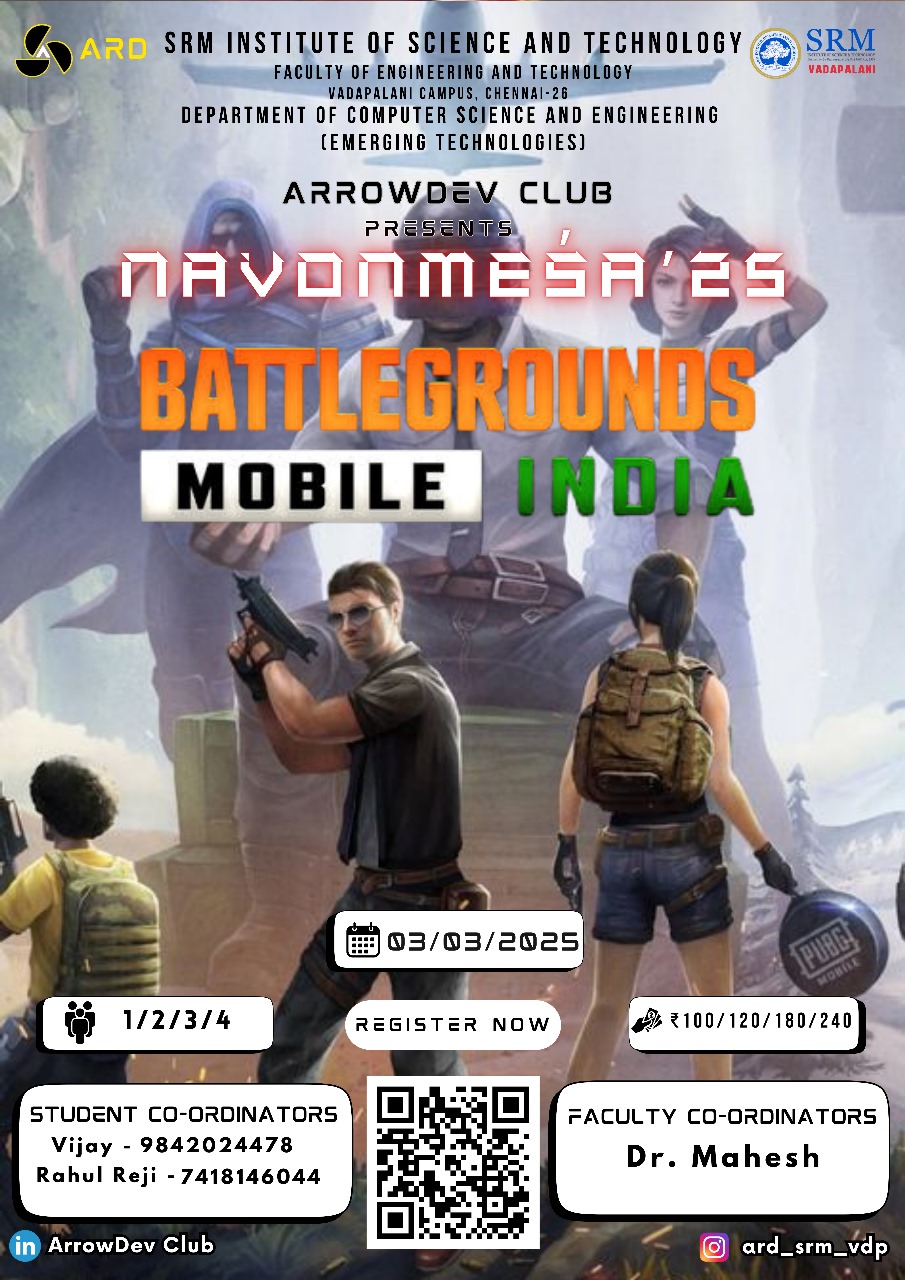 ARD
SRM INSTITUTE OF SCIENCE AND TECHNOLOGY
SRM
VADAPALANI
FACULTY OF ENGINEERING AND TECHNOLOGY
VADAPALANI CAMPUS, CHENNAI-26
DEPARTMENT OF COMPUTER SCIENCE AND ENGINEERING
(EMERGING TECHNOLOGIES)
ARROWDEV CLUB
PRESENTS
NAVONMEŚA'25
BATTLEGROUNDS
MOBILE INDIA
PUBG
MOBILE
03/03/2025
1/2/3/4
REGISTER NOW
₹100/120/180/240
STUDENT CO-ORDINATORS
Vijay - 9842024478
Rahul Reji - 7418146044
FACULTY CO-ORDINATORS
Dr. Mahesh
in ArrowDev Club
ard_srm_vdp